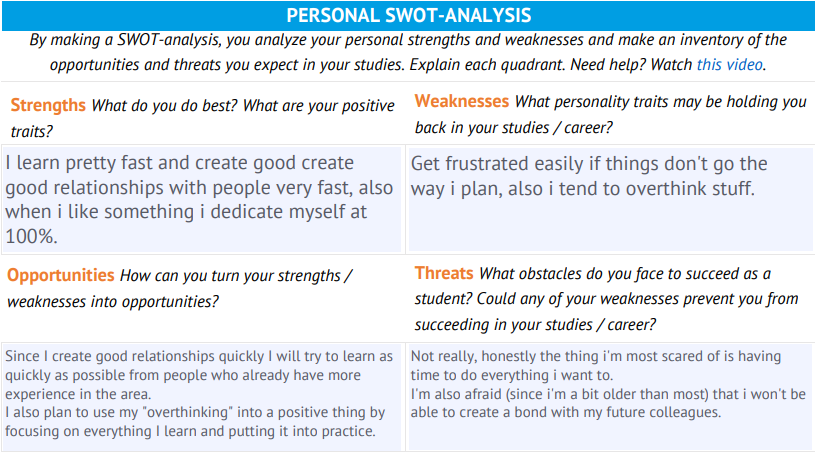 PERSONAL SWOT-ANALYSIS
By making a SWOT-analysis, you analyze your personal strengths and weaknesses and make an inventory of the
opportunities and threats you expect in your studies. Explain each quadrant. Need help? Watch this video.
Strengths What do you do best? What are your positive
traits?
Weaknesses What personality traits may be holding you
back in your studies / career?
I learn pretty fast and create good create
good relationships with people very fast, also
when i like something i dedicate myself at
100%.
Get frustrated easily if things don't go the
way i plan, also i tend to overthink stuff.
Opportunities How can you turn your strengths /
weaknesses into opportunities?
Threats What obstacles do you face to succeed as a
student? Could any of your weaknesses prevent you from
succeeding in your studies / career?
Since I create good relationships quickly I will try to learn as
quickly as possible from people who already have more
experience in the area.
I also plan to use my "overthinking" into a positive thing by
focusing on everything I learn and putting it into practice.
Not really, honestly the thing i'm most scared of is having
time to do everything i want to.
I'm also afraid (since i'm a bit older than most) that i won't be
able to create a bond with my future colleagues.